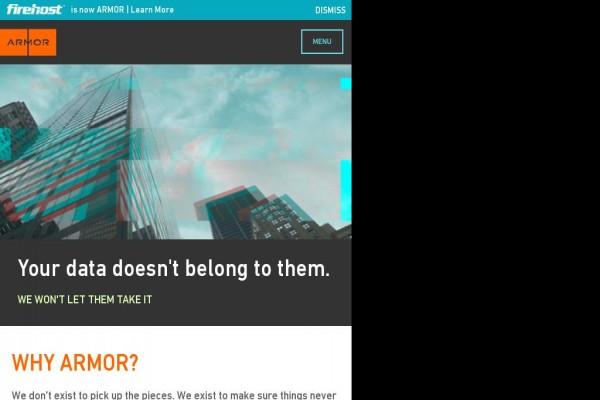 firehost is now ARMOR | Learn More DISMISS
ARMOR MENU
Your data doesn't belong to them.
WE WON'T LET THEM TAKE IT
WHY ARMOR?
We don't exist to pick up the pieces. We exist to make sure things never